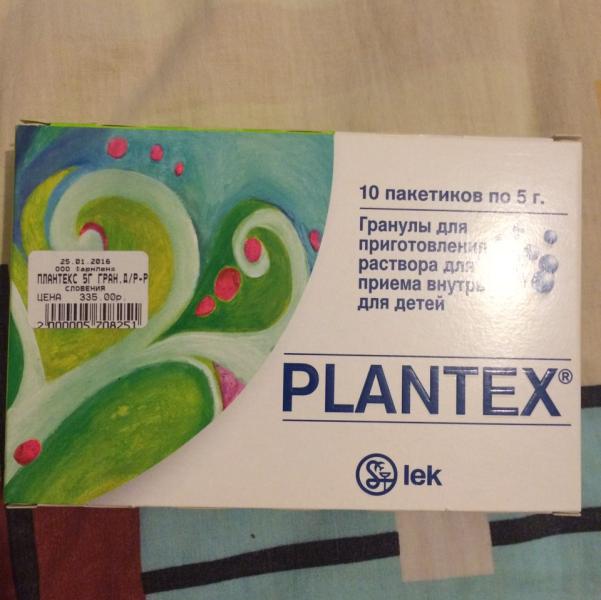 10 пакетиков по 5 г.
Гранулы для
приготовления
раствора для
приема внутрь
для детей
PLANTEX®
lek
25.01.2016
ООО
ПЛАНТЕКС 5Г ГРАН.Д/Р-Р
СЛОВЕНИЯ
ЦЕНА 335.00р
2000005708251